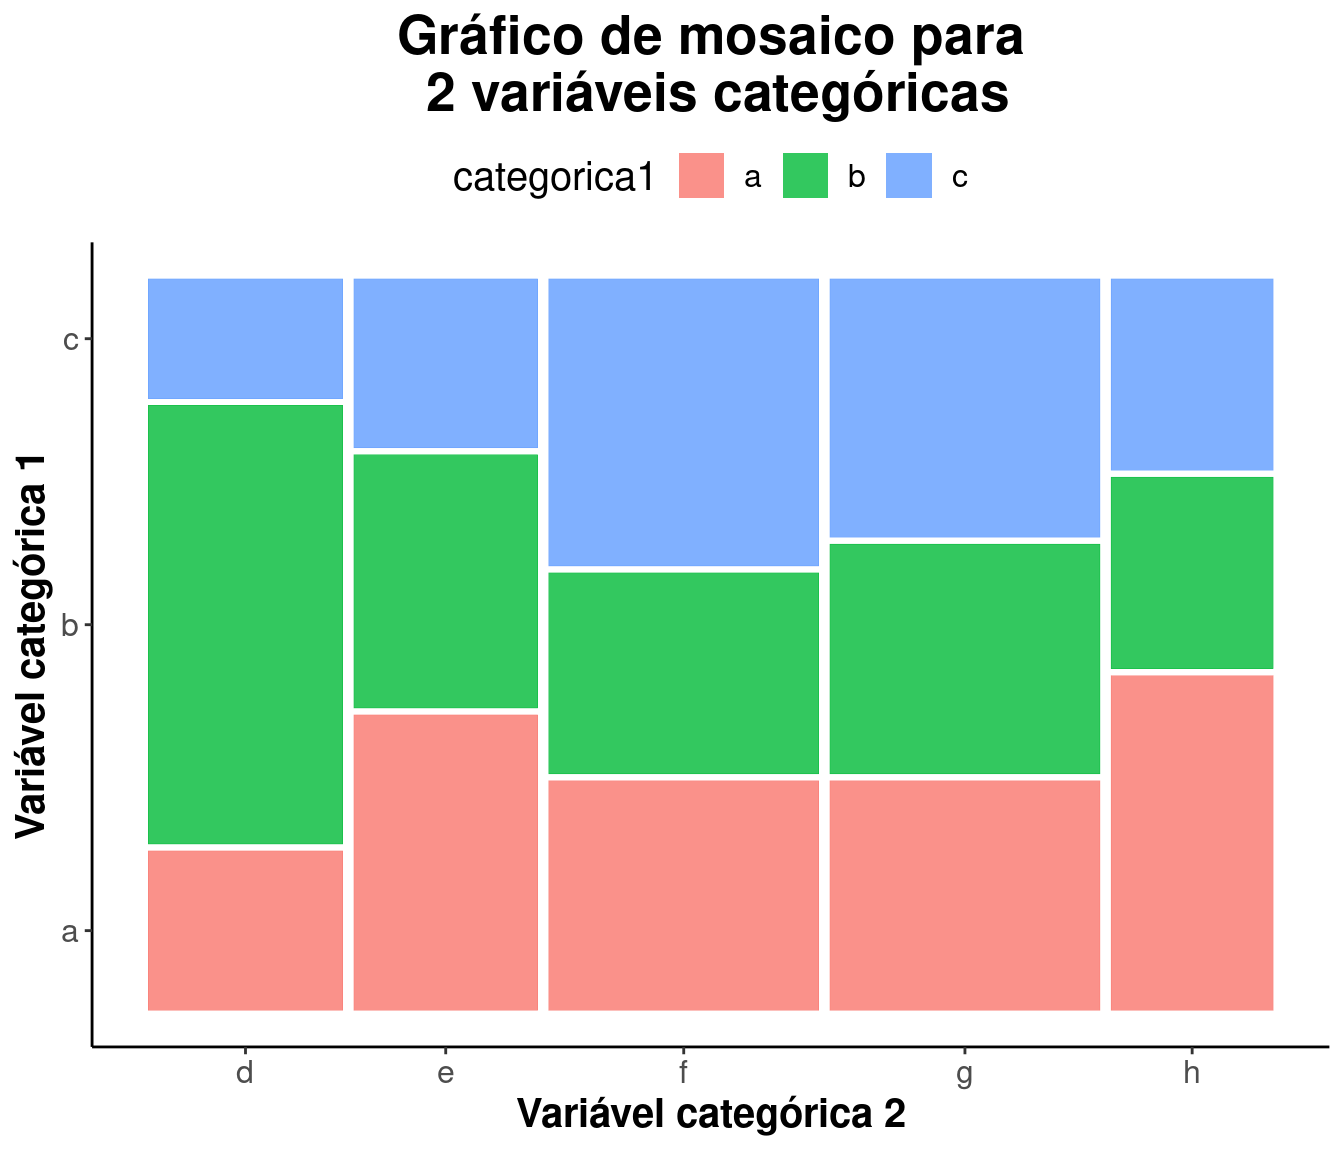 Gráfico de mosaico para
2 variáveis categóricas
categorica1 a b c
c
b
a
Variável categórica 1
d e f g h
Variável categórica 2